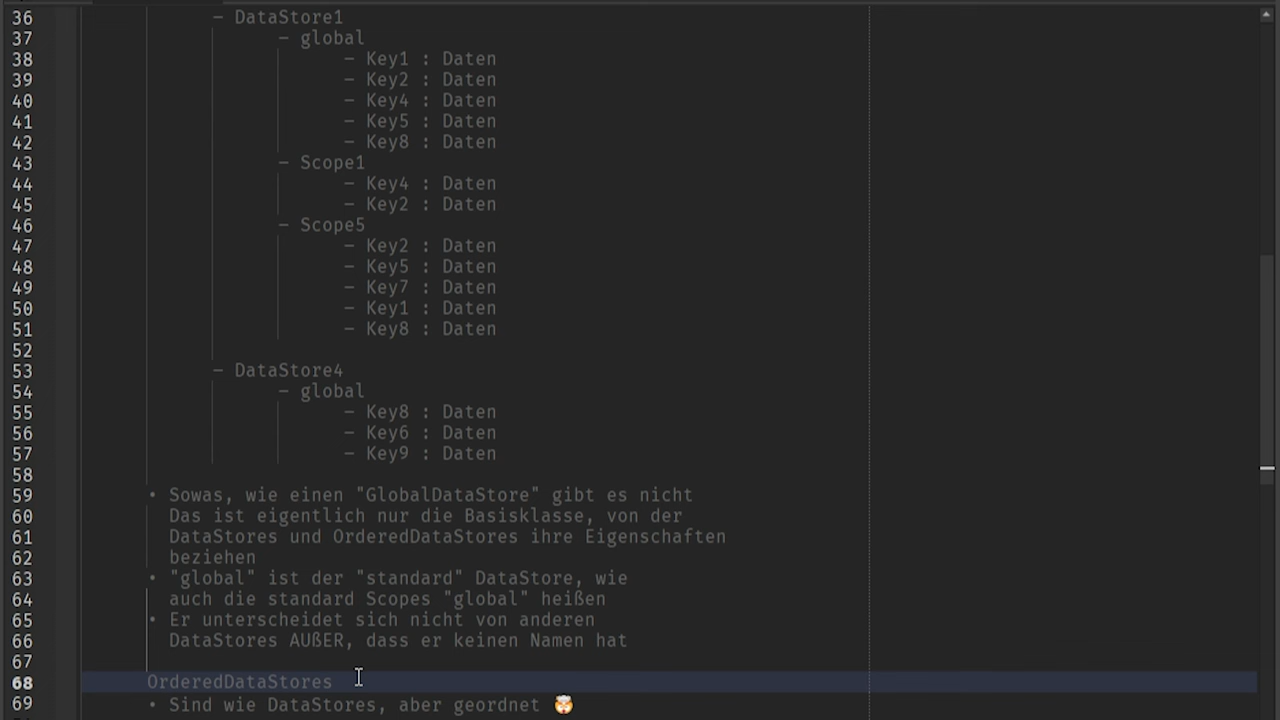 36 - DataStore1
37 - global
38 - Key1 : Daten
39 - Key2 : Daten
40 - Key4 : Daten
41 - Key5 : Daten
42 - Key8 : Daten
43 - Scope1
44 - Key4 : Daten
45 - Key2 : Daten
46 - Scope5
47 - Key2 : Daten
48 - Key5 : Daten
49 - Key7 : Daten
50 - Key1 : Daten
51 - Key8 : Daten
52
53 - DataStore4
54 - global
55 - Key8 : Daten
56 - Key6 : Daten
57 - Key9 : Daten
58
59 • Sowas, wie einen "GlobalDataStore" gibt es nicht
60 Das ist eigentlich nur die Basisklasse, von der
61 DataStores und OrderedDataStores ihre Eigenschaften
62 beziehen
63 • "global" ist der "standard" DataStore, wie
64 auch die standard Scopes "global" heißen
65 • Er unterscheidet sich nicht von anderen
66 DataStores AUßER, dass er keinen Namen hat
67
68 OrderedDataStores
69 • Sind wie DataStores, aber geordnet 🤯